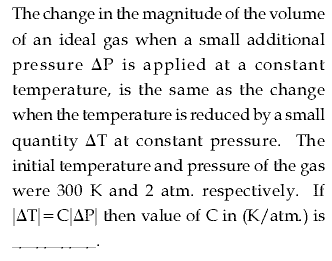 The change in the magnitude of the volume
of an ideal gas when a small additional
pressure ΔP is applied at a constant
temperature, is the same as the change
when the temperature is reduced by a small
quantity ΔT at constant pressure. The
initial temperature and pressure of the gas
were 300 K and 2 atm. respectively. If
|ΔT|=C|ΔP| then value of C in (K/atm.) is
__________.